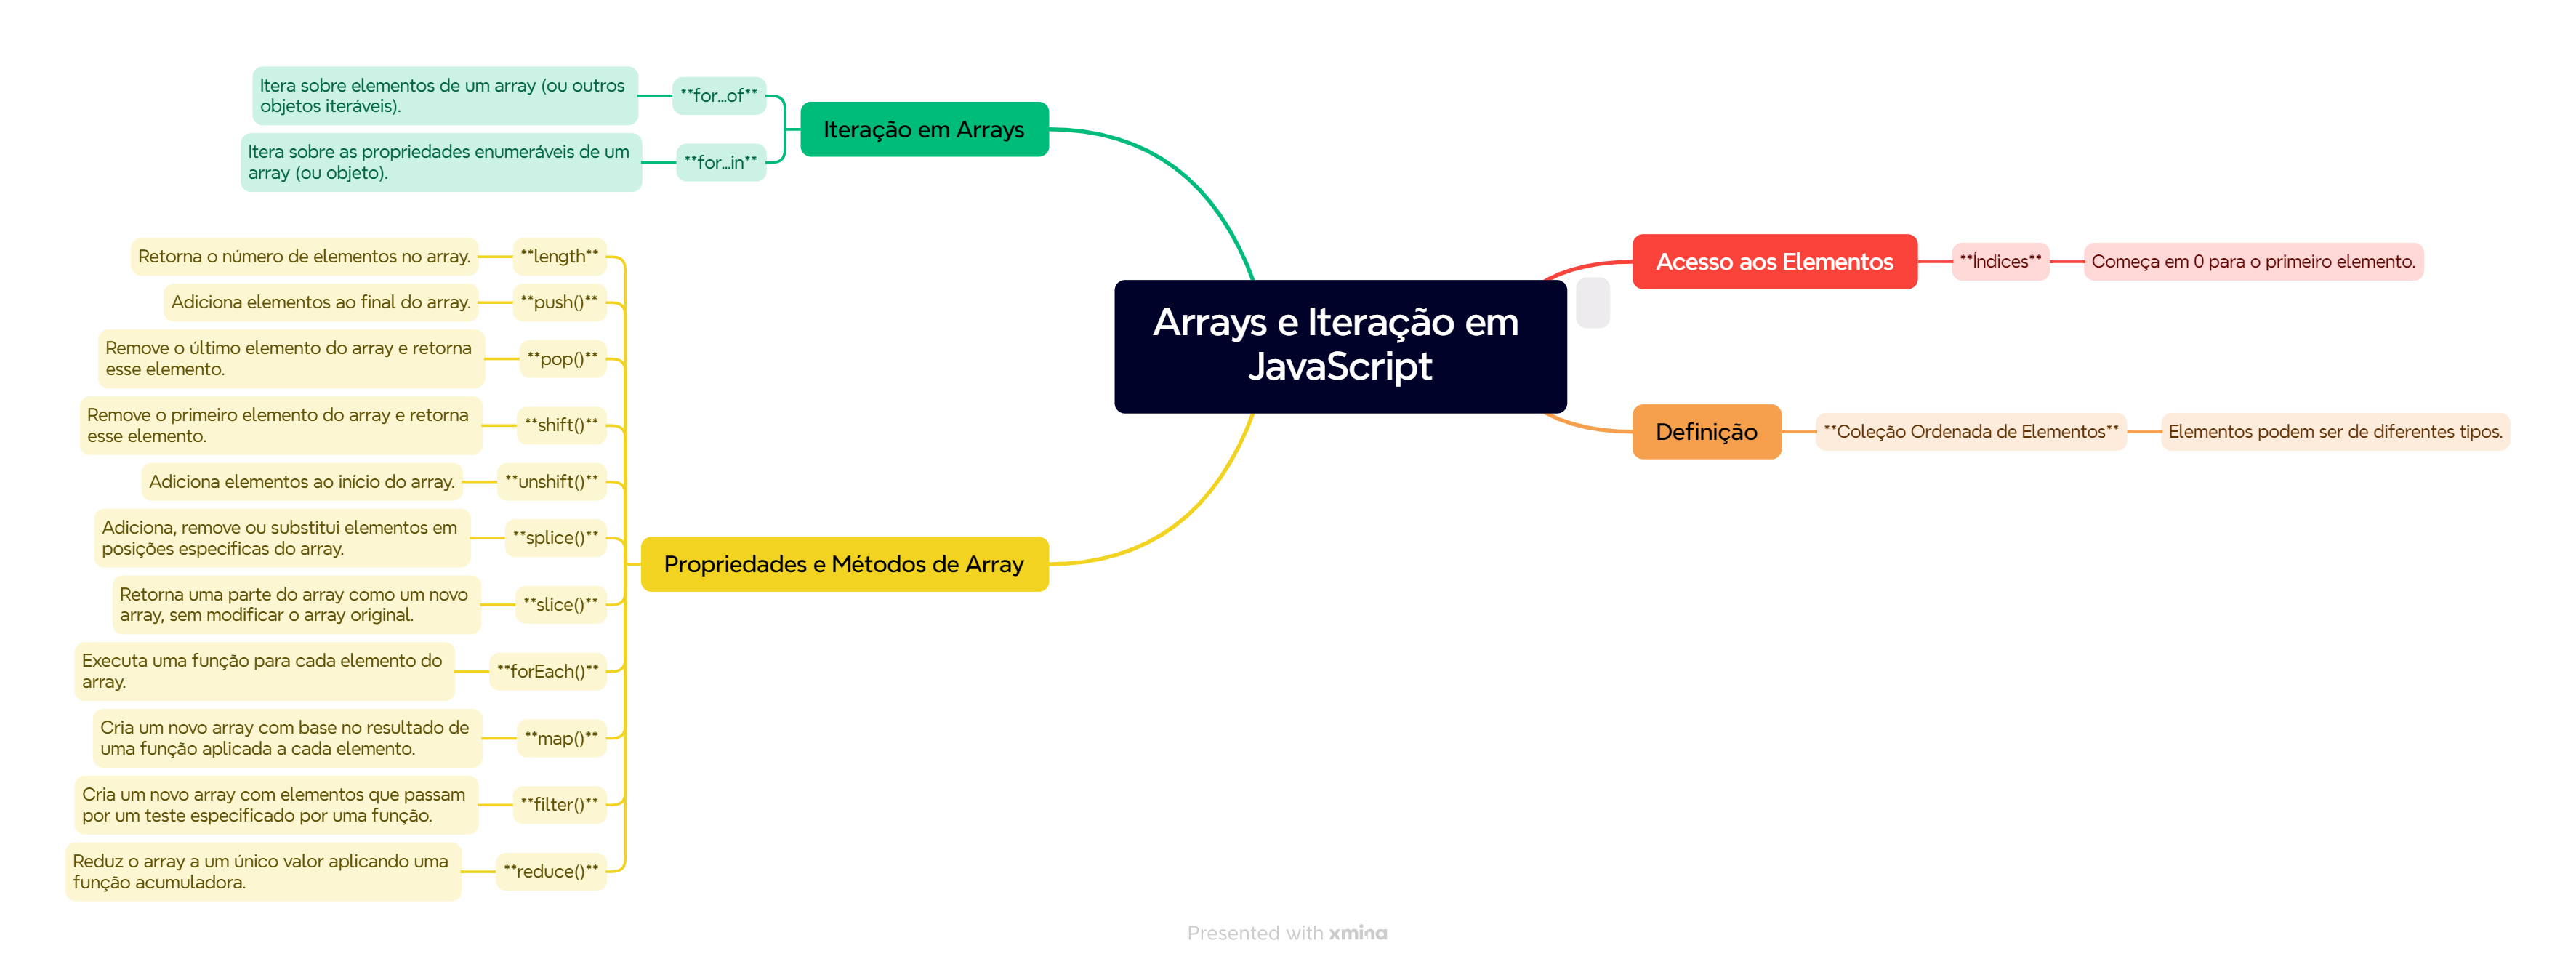 Arrays e Iteração em
JavaScript
Acesso aos Elementos
**Índices**
Começa em 0 para o primeiro elemento.
Definição
**Coleção Ordenada de Elementos**
Elementos podem ser de diferentes tipos.
Iteração em Arrays
**for...of**
Itera sobre elementos de um array (ou outros
objetos iteráveis).
**for...in**
Itera sobre as propriedades enumeráveis de um
array (ou objeto).
Propriedades e Métodos de Array
**length**
Retorna o número de elementos no array.
**push()**
Adiciona elementos ao final do array.
**pop()**
Remove o último elemento do array e retorna
esse elemento.
**shift()**
Remove o primeiro elemento do array e retorna
esse elemento.
**unshift()**
Adiciona elementos ao início do array.
**splice()**
Adiciona, remove ou substitui elementos em
posições específicas do array.
**slice()**
Retorna uma parte do array como um novo
array, sem modificar o array original.
**forEach()**
Executa uma função para cada elemento do
array.
**map()**
Cria um novo array com base no resultado de
uma função aplicada a cada elemento.
**filter()**
Cria um novo array com elementos que passam
por um teste especificado por uma função.
**reduce()**
Reduz o array a um único valor aplicando uma
função acumuladora.
Presented with xmind